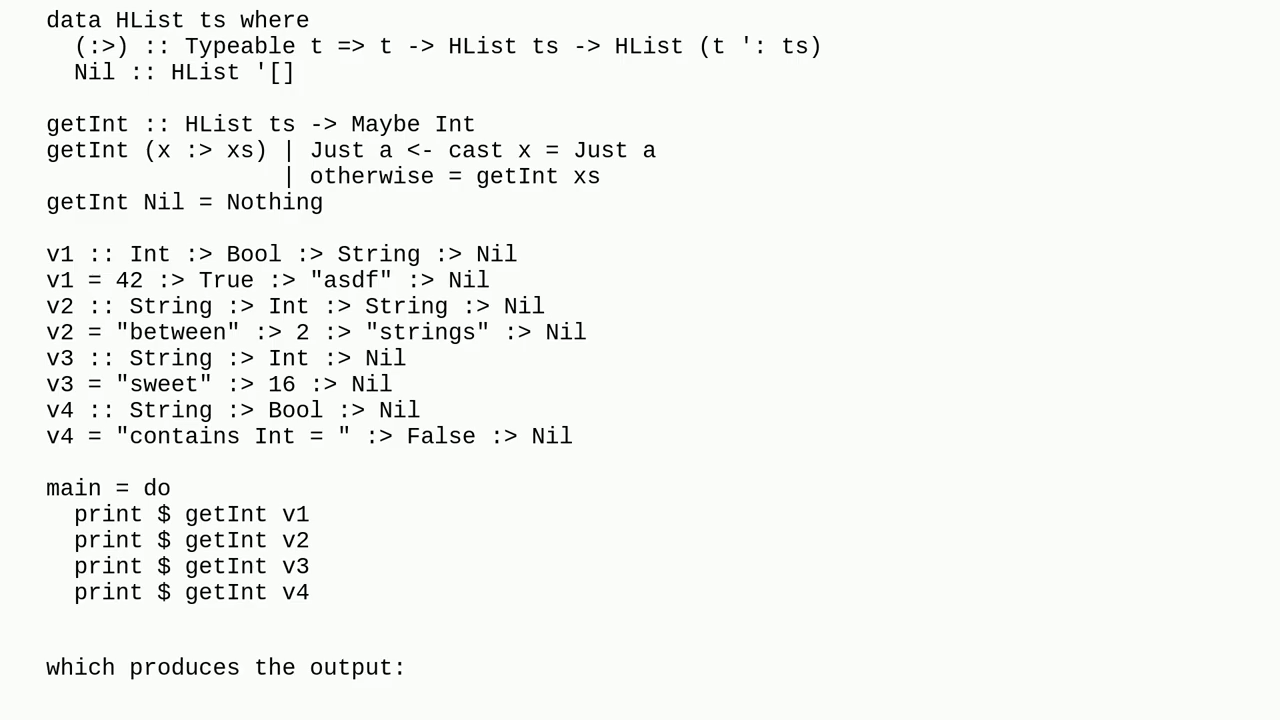 data HList ts where
  (:>) :: Typeable t => t -> HList ts -> HList (t ': ts)
  Nil :: HList '[]

getInt :: HList ts -> Maybe Int
getInt (x :> xs) | Just a <- cast x = Just a
                 | otherwise = getInt xs
getInt Nil = Nothing

v1 :: Int :> Bool :> String :> Nil
v1 = 42 :> True :> "asdf" :> Nil
v2 :: String :> Int :> String :> Nil
v2 = "between" :> 2 :> "strings" :> Nil
v3 :: String :> Int :> Nil
v3 = "sweet" :> 16 :> Nil
v4 :: String :> Bool :> Nil
v4 = "contains Int = " :> False :> Nil

main = do
  print $ getInt v1
  print $ getInt v2
  print $ getInt v3
  print $ getInt v4

which produces the output: